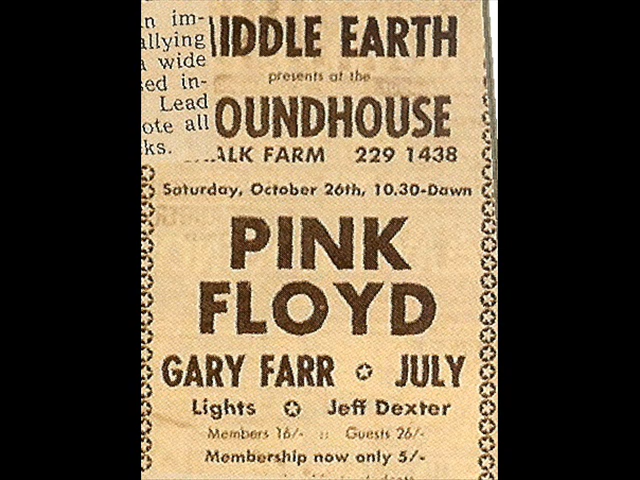 n im-
allying
wide
sed in-
Lead
ote all
ks.
IDDLE EARTH
presents at the
OUNDHOUSE
ALK FARM 229 1438
Saturday, October 26th, 10.30-Dawn
PINK
FLOYD
GARY FARR ✪ JULY
Lights ✪ Jeff Dexter
Members 16/- :: Guests 26/-
Membership now only 5/-